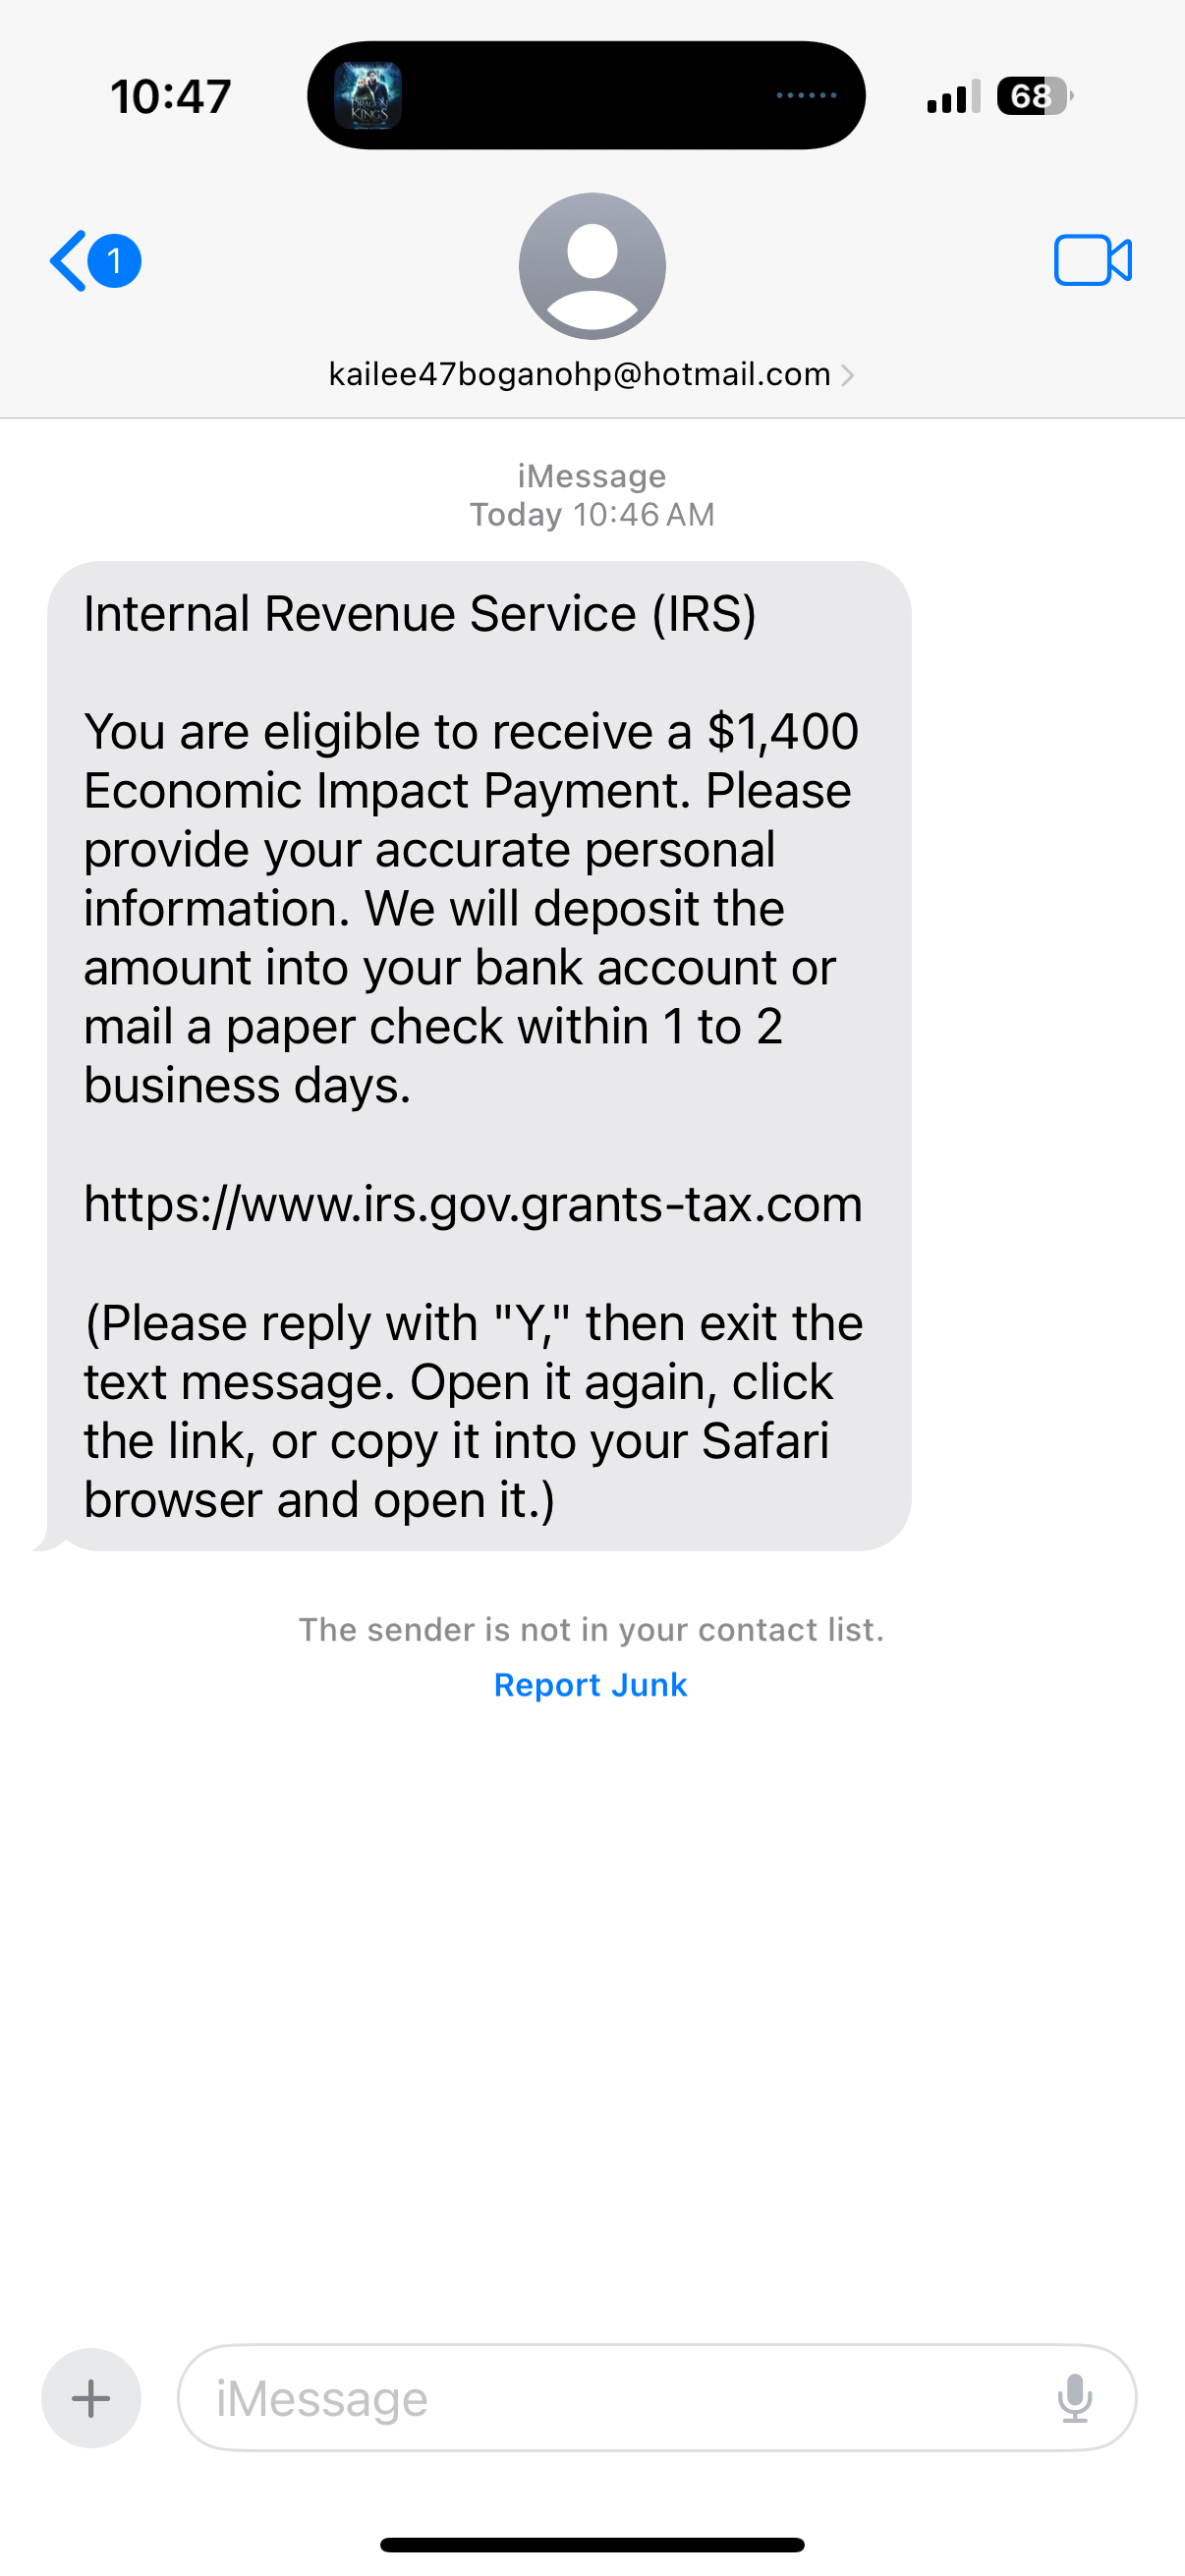 10:47
DRAGON
KINGS
68
1
kailee47boganohp@hotmail.com
iMessage
Today 10:46 AM
Internal Revenue Service (IRS)
You are eligible to receive a $1,400
Economic Impact Payment. Please
provide your accurate personal
information. We will deposit the
amount into your bank account or
mail a paper check within 1 to 2
business days.
https://www.irs.gov.grants-tax.com
(Please reply with "Y," then exit the
text message. Open it again, click
the link, or copy it into your Safari
browser and open it.)
The sender is not in your contact list.
Report Junk
iMessage